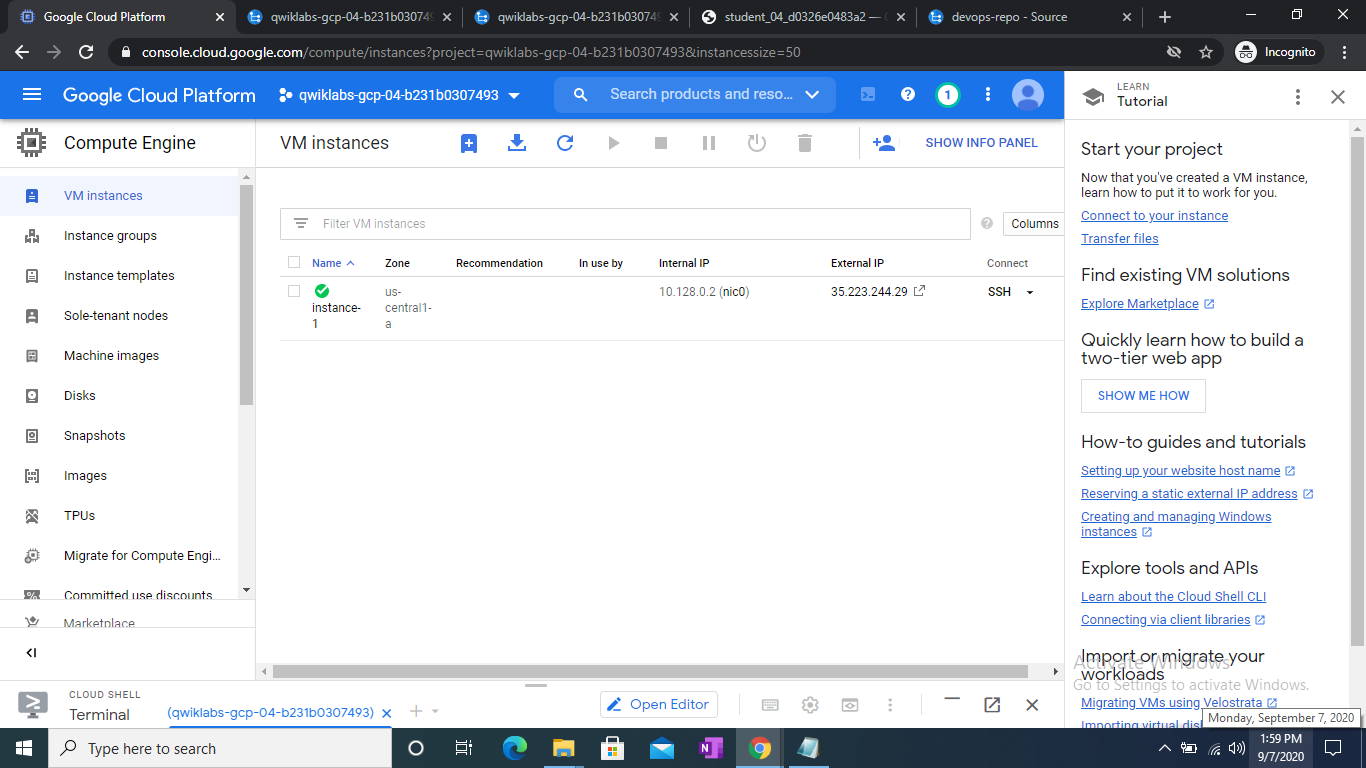 Google Cloud Platform
qwiklabs-gcp-04-b231b030749
qwiklabs-gcp-04-b231b030749
student_04_d0326e0483a2 — 
devops-repo - Source
console.cloud.google.com/compute/instances?project=qwiklabs-gcp-04-b231b0307493&instancessize=50
Incognito
Google Cloud Platform
qwiklabs-gcp-04-b231b0307493
Search products and reso...
1
LEARN
Tutorial
Compute Engine
VM instances
SHOW INFO PANEL
VM instances
Instance groups
Instance templates
Sole-tenant nodes
Machine images
Disks
Snapshots
Images
TPUs
Migrate for Compute Engi...
Committed use discounts
Marketplace
Filter VM instances
Columns
Name
Zone
Recommendation
In use by
Internal IP
External IP
Connect
instance-
1
us-
central1-
a
10.128.0.2 (nic0)
35.223.244.29
SSH
Start your project
Now that you've created a VM instance,
learn how to put it to work for you.
Connect to your instance
Transfer files
Find existing VM solutions
Explore Marketplace
Quickly learn how to build a
two-tier web app
SHOW ME HOW
How-to guides and tutorials
Setting up your website host name
Reserving a static external IP address
Creating and managing Windows
instances
Explore tools and APIs
Learn about the Cloud Shell CLI
Connecting via client libraries
Import or migrate your
workloads
Migrating VMs using Velostrata
Importing virtual dis
Activate Windows
Go to Settings to activate Windows.
CLOUD SHELL
Terminal
(qwiklabs-gcp-04-b231b0307493)
Open Editor
Monday, September 7, 2020
Type here to search
1:59 PM
9/7/2020